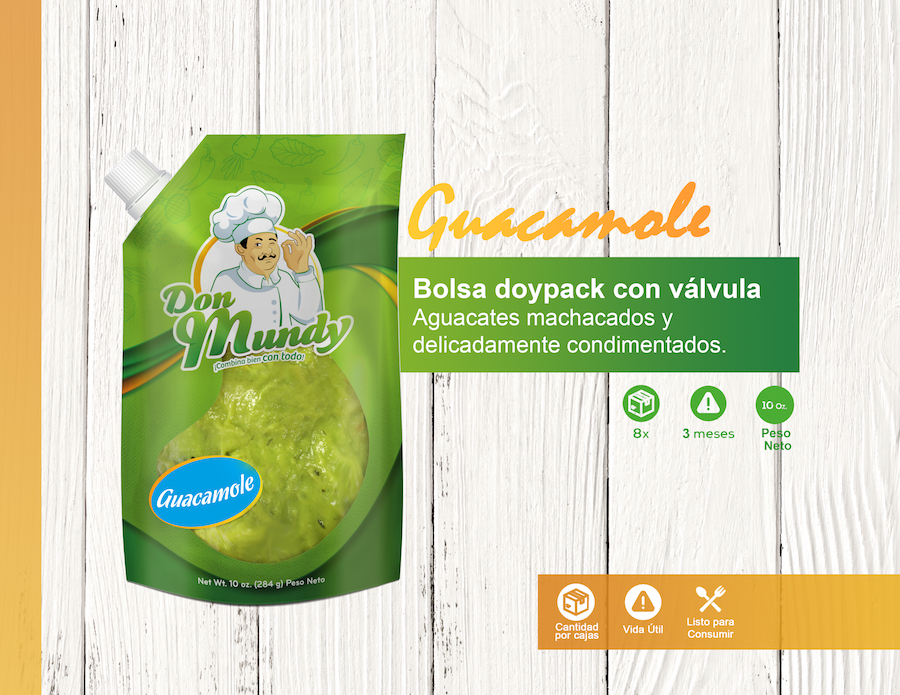 Guacamole
Bolsa doypack con válvula
Aguacates machacados y
delicadamente condimentados.
8x
3 meses
10 Oz.
Peso
Neto
Don
Mundy
¡Combina bien con todo!
Guacamole
Net Wt. 10 oz. (284 g) Peso Neto
Cantidad
por cajas
Vida Útil
Listo para
Consumir